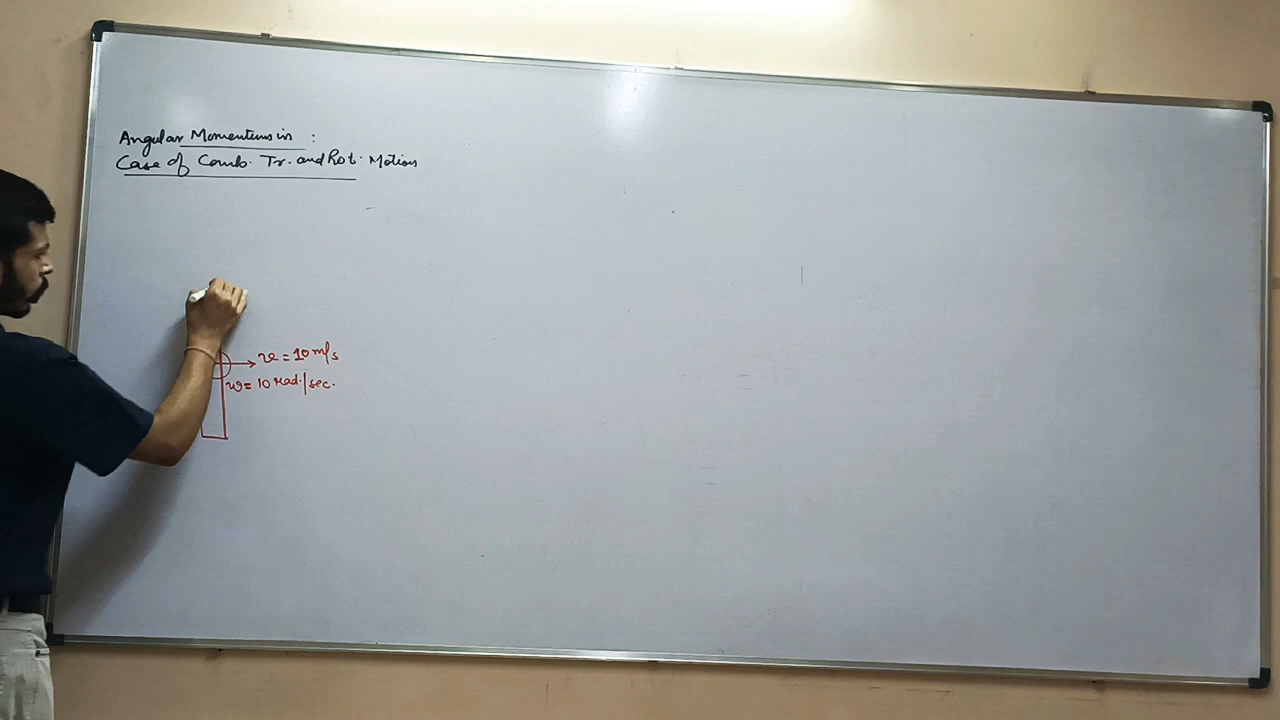 Angular Momentum in :
Case of Comb. Tr. and Rot. Motion
v = 10 m/s
w = 10 rad/sec.